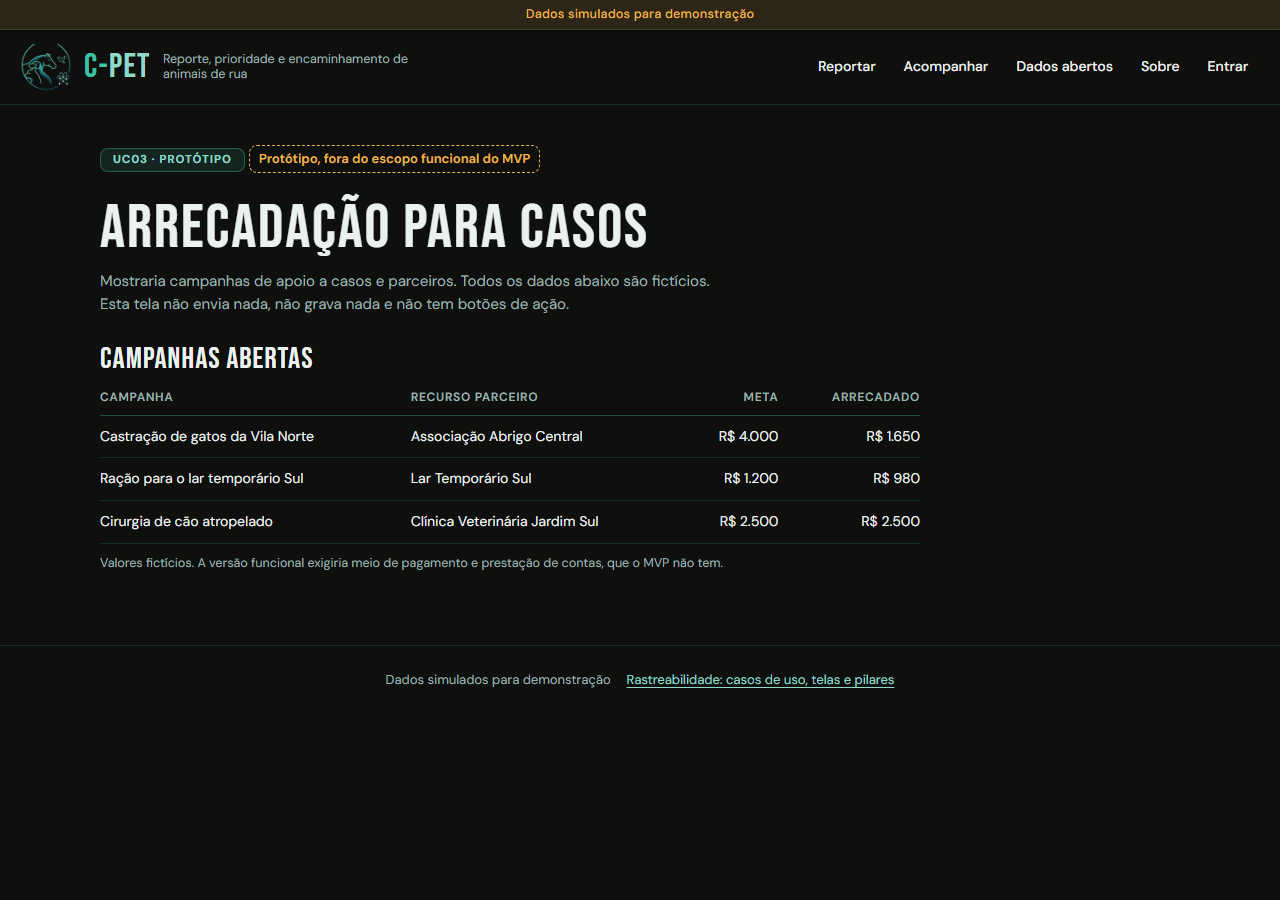 Dados simulados para demonstração
C-PET
Reporte, prioridade e encaminhamento de
animais de rua
Reportar
Acompanhar
Dados abertos
Sobre
Entrar
UC03 · PROTÓTIPO
Protótipo, fora do escopo funcional do MVP
ARRECADAÇÃO PARA CASOS
Mostraria campanhas de apoio a casos e parceiros. Todos os dados abaixo são fictícios.
Esta tela não envia nada, não grava nada e não tem botões de ação.
CAMPANHAS ABERTAS
CAMPANHA RECURSO PARCEIRO META ARRECADADO
Castração de gatos da Vila Norte Associação Abrigo Central R$ 4.000 R$ 1.650
Ração para o lar temporário Sul Lar Temporário Sul R$ 1.200 R$ 980
Cirurgia de cão atropelado Clínica Veterinária Jardim Sul R$ 2.500 R$ 2.500
Valores fictícios. A versão funcional exigiria meio de pagamento e prestação de contas, que o MVP não tem.
Dados simulados para demonstração Rastreabilidade: casos de uso, telas e pilares